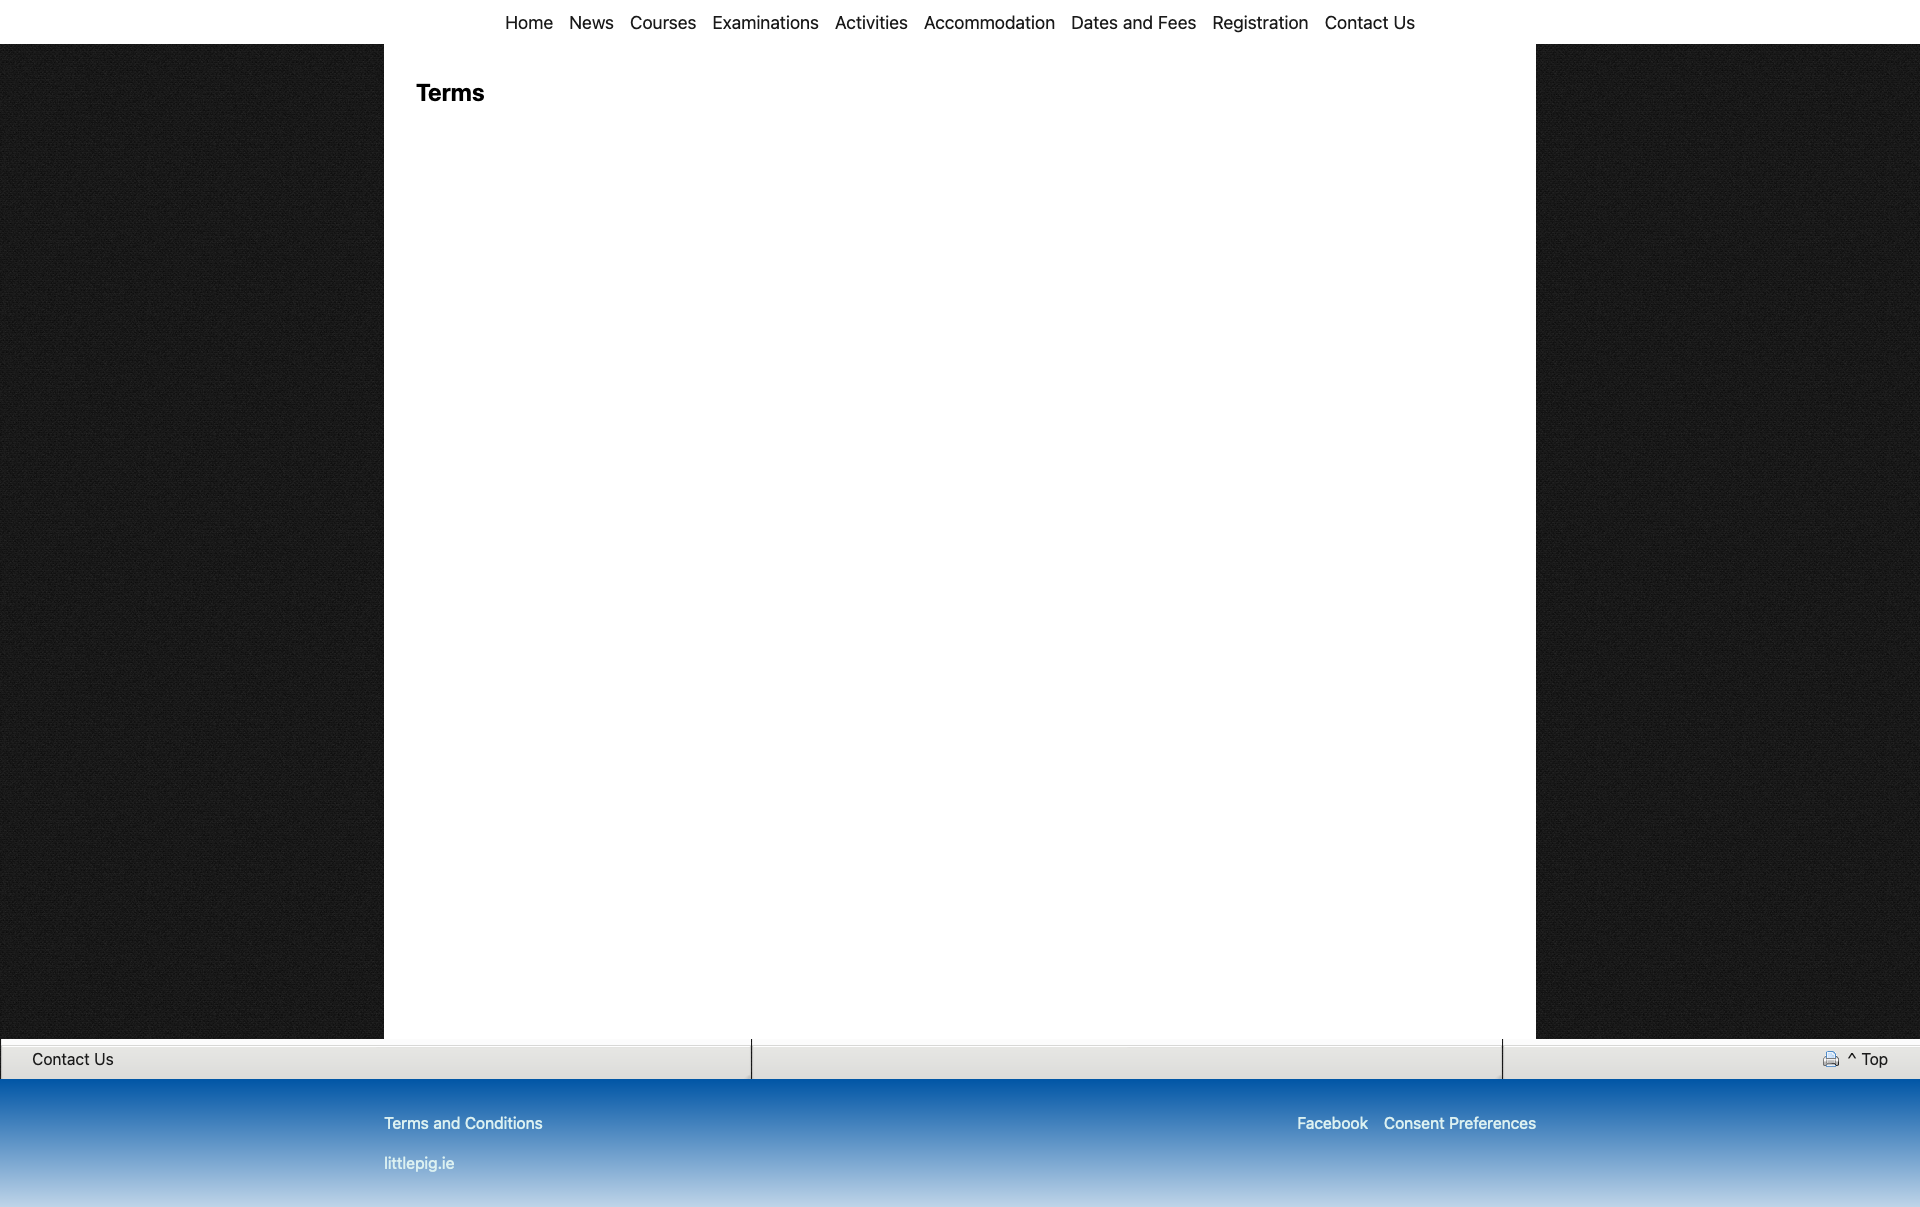 Home News Courses Examinations Activities Accommodation Dates and Fees Registration Contact Us
Terms
Contact Us
^ Top
Terms and Conditions
Facebook Consent Preferences
littlepig.ie